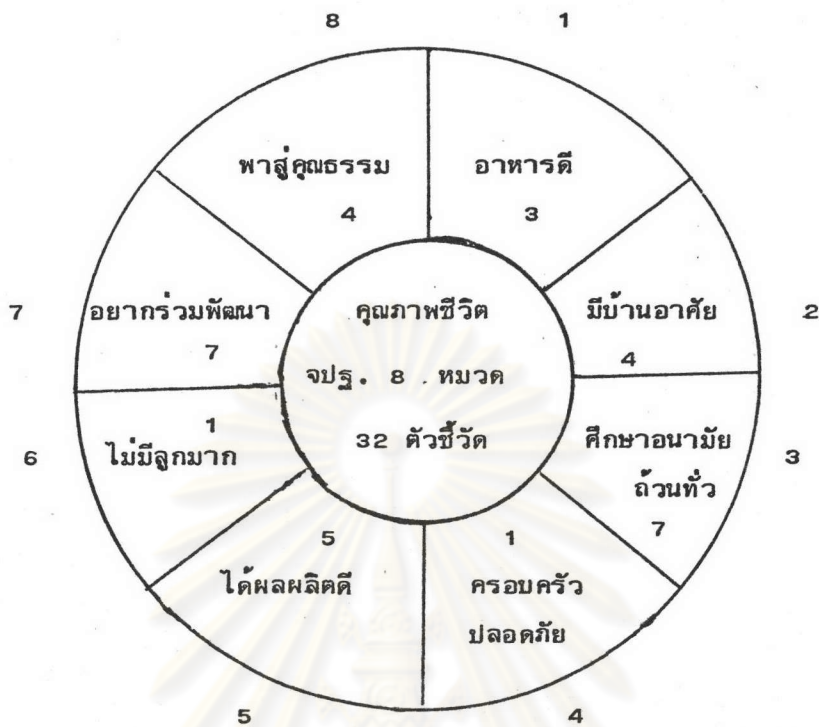 8 1
พาสู่คุณธรรม อาหารดี
4 3
7 อยากร่วมพัฒนา คุณภาพชีวิต มีบ้านอาศัย 2
7 จปฐ. 8 หมวด 4
1
6 ไม่มีลูกมาก 32 ตัวชี้วัด ศึกษาอนามัย 3
ถ้วนทั่ว
7
5 1
ได้ผลผลิตดี ครอบครัว
ปลอดภัย
5 4